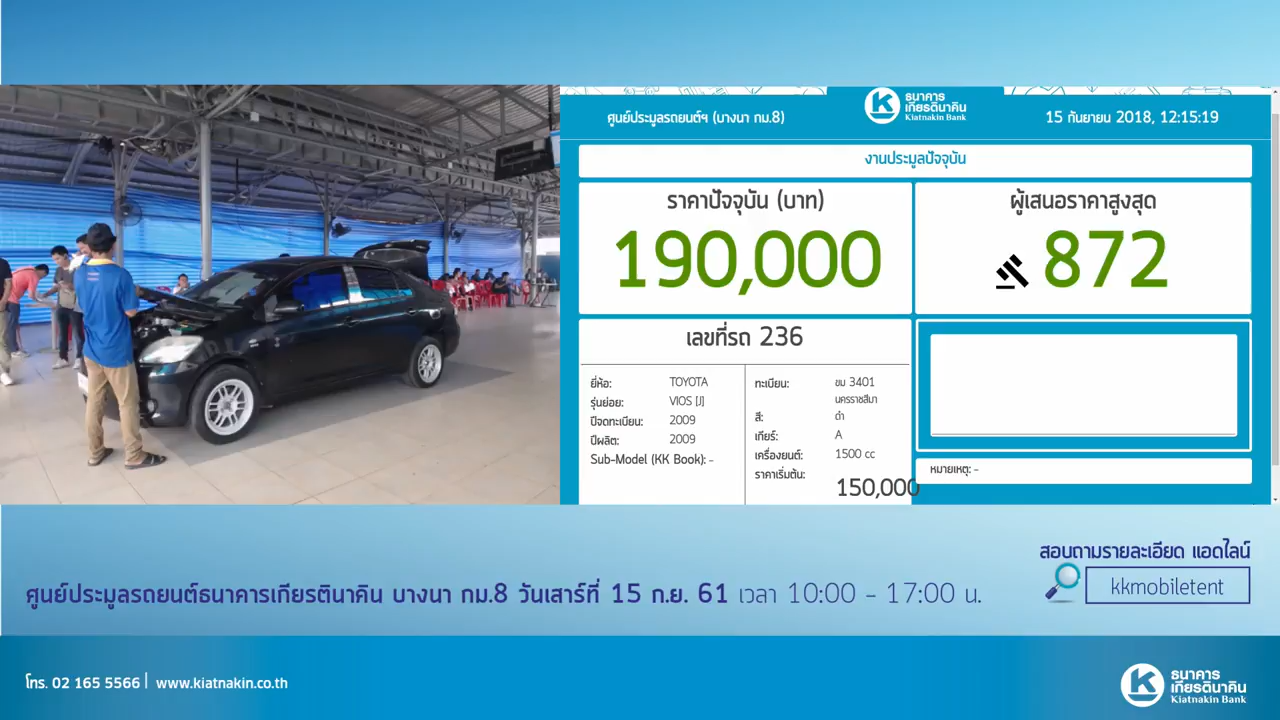 ศูนย์ประมูลรถยนต์ฯ (บางนา กม.8)
ธนาคาร
เกียรตินาคิน
Kiatnakin Bank
15 กันยายน 2018, 12:15:19
งานประมูลปัจจุบัน
ราคาปัจจุบัน (บาท)
190,000
ผู้เสนอราคาสูงสุด
872
เลขที่รถ 236
ยี่ห้อ: TOYOTA
รุ่นย่อย: VIOS [J]
ปีจดทะเบียน: 2009
ปีผลิต: 2009
Sub-Model (KK Book): -
ทะเบียน: ขม 3401
นครราชสีมา
สี: ดำ
เกียร์: A
เครื่องยนต์: 1500 cc
ราคาเริ่มต้น: 150,000
หมายเหตุ: -
สอบถามรายละเอียด แอดไลน์
kkmobiletent
ศูนย์ประมูลรถยนต์ธนาคารเกียรตินาคิน บางนา กม.8 วันเสาร์ที่ 15 ก.ย. 61 เวลา 10:00 - 17:00 น.
โทร. 02 165 5566 | www.kiatnakin.co.th
ธนาคาร
เกียรตินาคิน
Kiatnakin Bank